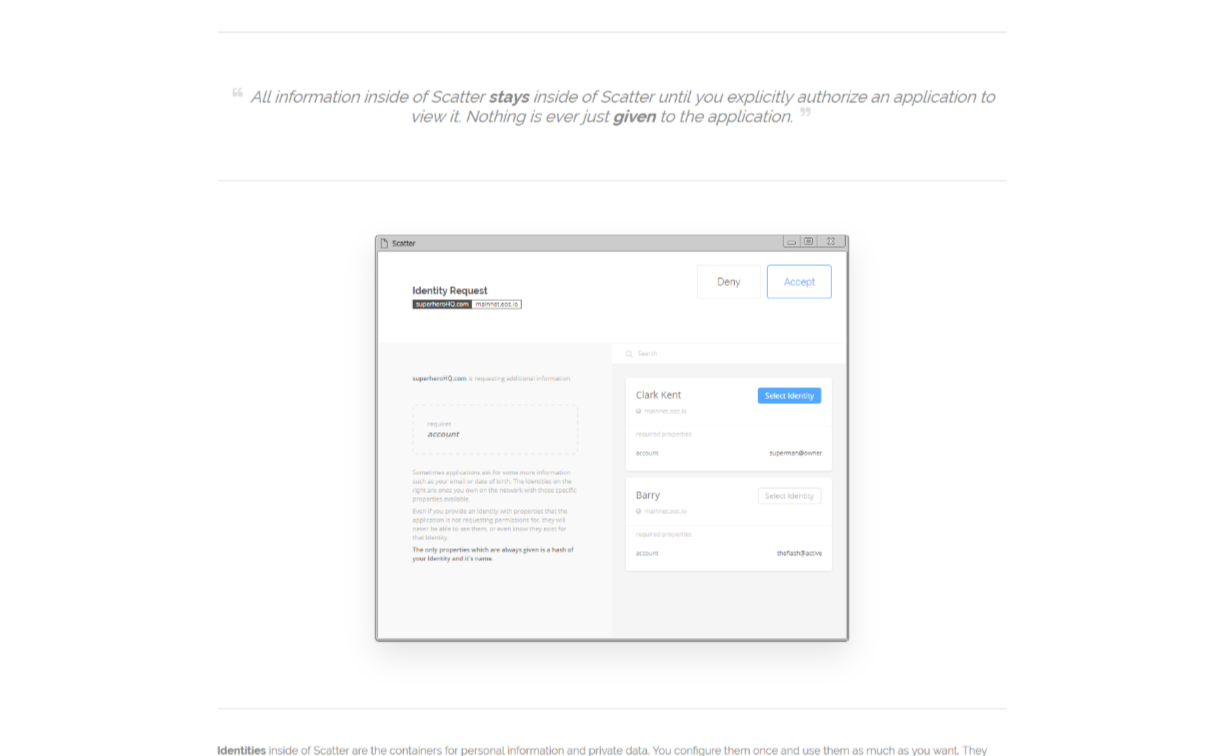 ❝ All information inside of Scatter stays inside of Scatter until you explicitly authorize an application to
view it. Nothing is ever just given to the application. ❞
Scatter
Deny
Accept
Identity Request
superheroHQ.com mainnet.eos.io
Search
superheroHQ.com is requesting additional information.
requires
account
Sometimes applications ask for some more information
such as your email or date of birth. The Identities on the
right are ones you own on the network with those specific
properties available.
Even if you provide an Identity with properties that the
application is not requesting permissions for, they will
never be able to see them, or even know they exist for
that Identity.
The only properties which are always given is a hash of
your Identity and it's name.
Clark Kent
Select Identity
mainnet.eos.io
required properties
account
superman@owner
Barry
Select Identity
mainnet.eos.io
required properties
account
theflash@active
Identities inside of Scatter are the containers for personal information and private data. You configure them once and use them as much as you want. They